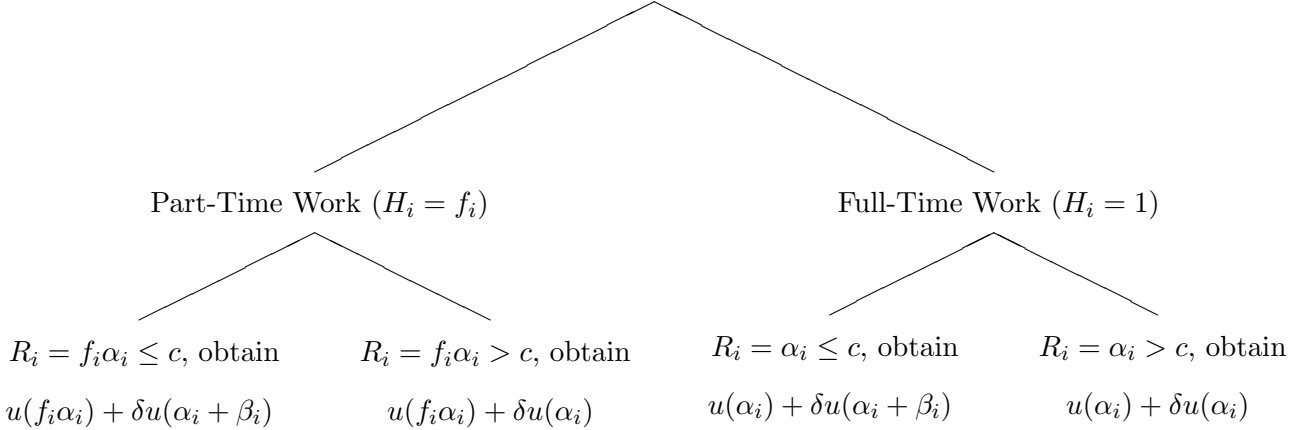 Part-Time Work (H_i = f_i) Full-Time Work (H_i = 1)
R_i = f_iα_i ≤ c, obtain R_i = f_iα_i > c, obtain R_i = α_i ≤ c, obtain R_i = α_i > c, obtain
u(f_iα_i) + δu(α_i + β_i) u(f_iα_i) + δu(α_i) u(α_i) + δu(α_i + β_i) u(α_i) + δu(α_i)